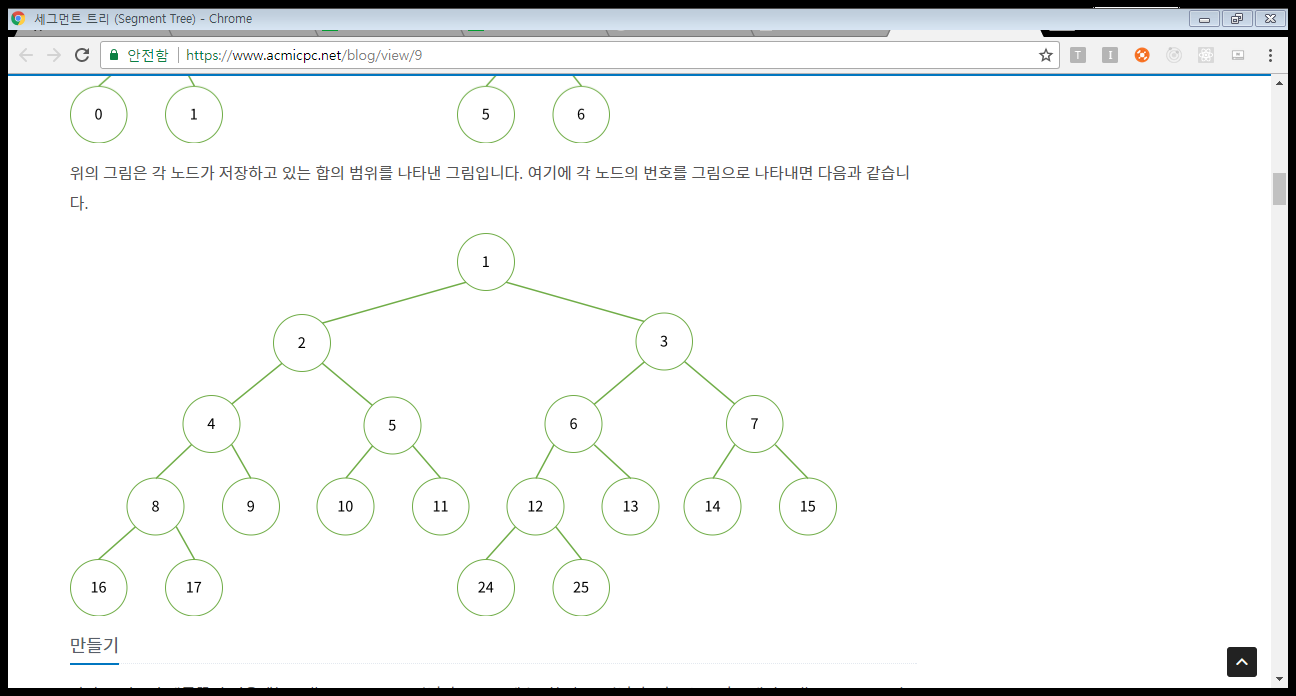 세그먼트 트리 (Segment Tree) - Chrome
안전함 https://www.acmicpc.net/blog/view/9
T I
0 1 5 6
위의 그림은 각 노드가 저장하고 있는 합의 범위를 나타낸 그림입니다. 여기에 각 노드의 번호를 그림으로 나타내면 다음과 같습니
다.
1
2 3
4 5 6 7
8 9 10 11 12 13 14 15
16 17 24 25
만들기